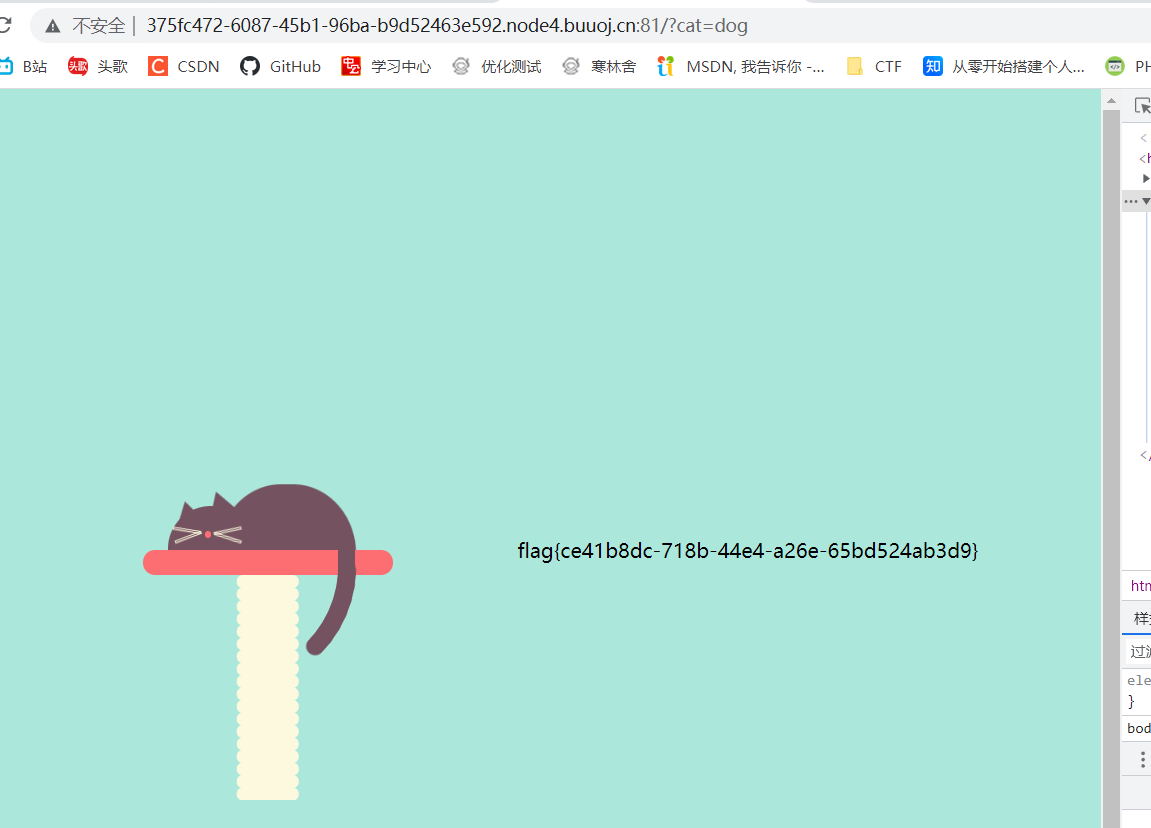 不安全 | 375fc472-6087-45b1-96ba-b9d52463e592.node4.buuoj.cn:81/?cat=dog
B站 头歌 头歌 C CSDN GitHub 学习中心 优化测试 寒林舍 MSDN, 我告诉你 -... CTF 知 从零开始搭建个人... PH
<
<h
...
flag{ce41b8dc-718b-44e4-a26e-65bd524ab3d9}
</
htm
样
过滤
ele
}
bod